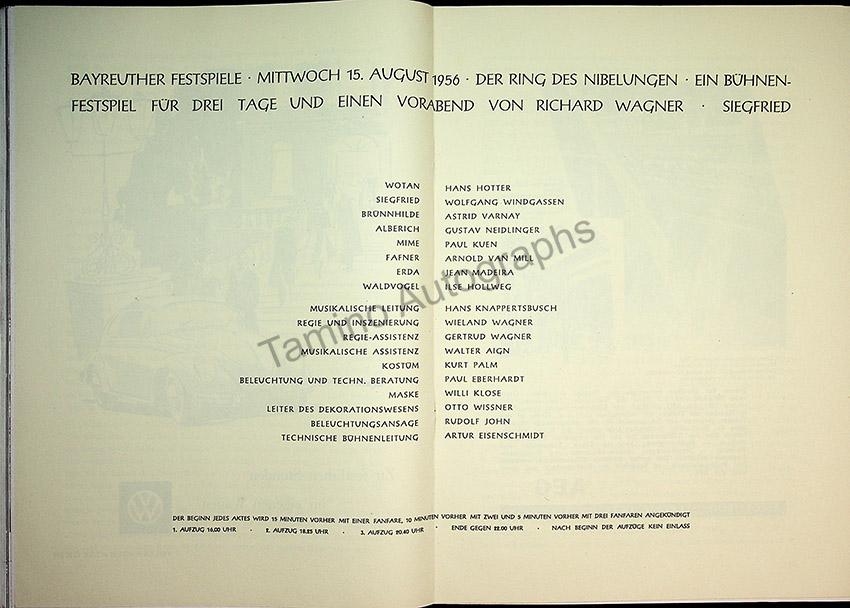 BAYREUTHER FESTSPIELE · MITTWOCH 15. AUGUST 1956 · DER RING DES NIBELUNGEN · EIN BÜHNEN-
FESTSPIEL FÜR DREI TAGE UND EINEN VORABEND VON RICHARD WAGNER · SIEGFRIED
WOTAN HANS HOTTER
SIEGFRIED WOLFGANG WINDGASSEN
BRÜNNHILDE ASTRID VARNAY
ALBERICH GUSTAV NEIDLINGER
MIME PAUL KUEN
FAFNER ARNOLD VAN MILL
ERDA JEAN MADEIRA
WALDVOGEL ILSE HOLLWEG
MUSIKALISCHE LEITUNG HANS KNAPPERTSBUSCH
REGIE UND INSZENIERUNG WIELAND WAGNER
REGIE-ASSISTENZ GERTRUD WAGNER
MUSIKALISCHE ASSISTENZ WALTER AIGN
KOSTÜM KURT PALM
BELEUCHTUNG UND TECHN. BERATUNG PAUL EBERHARDT
MASKE WILLI KLOSE
LEITER DES DEKORATIONSWESENS OTTO WISSNER
BELEUCHTUNGSANSAGE RUDOLF JOHN
TECHNISCHE BÜHNENLEITUNG ARTUR EISENSCHMIDT
DER BEGINN JEDES AKTES WIRD 15 MINUTEN VORHER MIT EINER FANFARE, 10 MINUTEN VORHER MIT ZWEI UND 5 MINUTEN VORHER MIT DREI FANFAREN ANGEKÜNDIGT
1. AUFZUG 16.00 UHR · 2. AUFZUG 18.25 UHR · 3. AUFZUG 20.40 UHR · ENDE GEGEN 22.00 UHR · NACH BEGINN DER AUFZÜGE KEIN EINLASS
Tamino Autographs